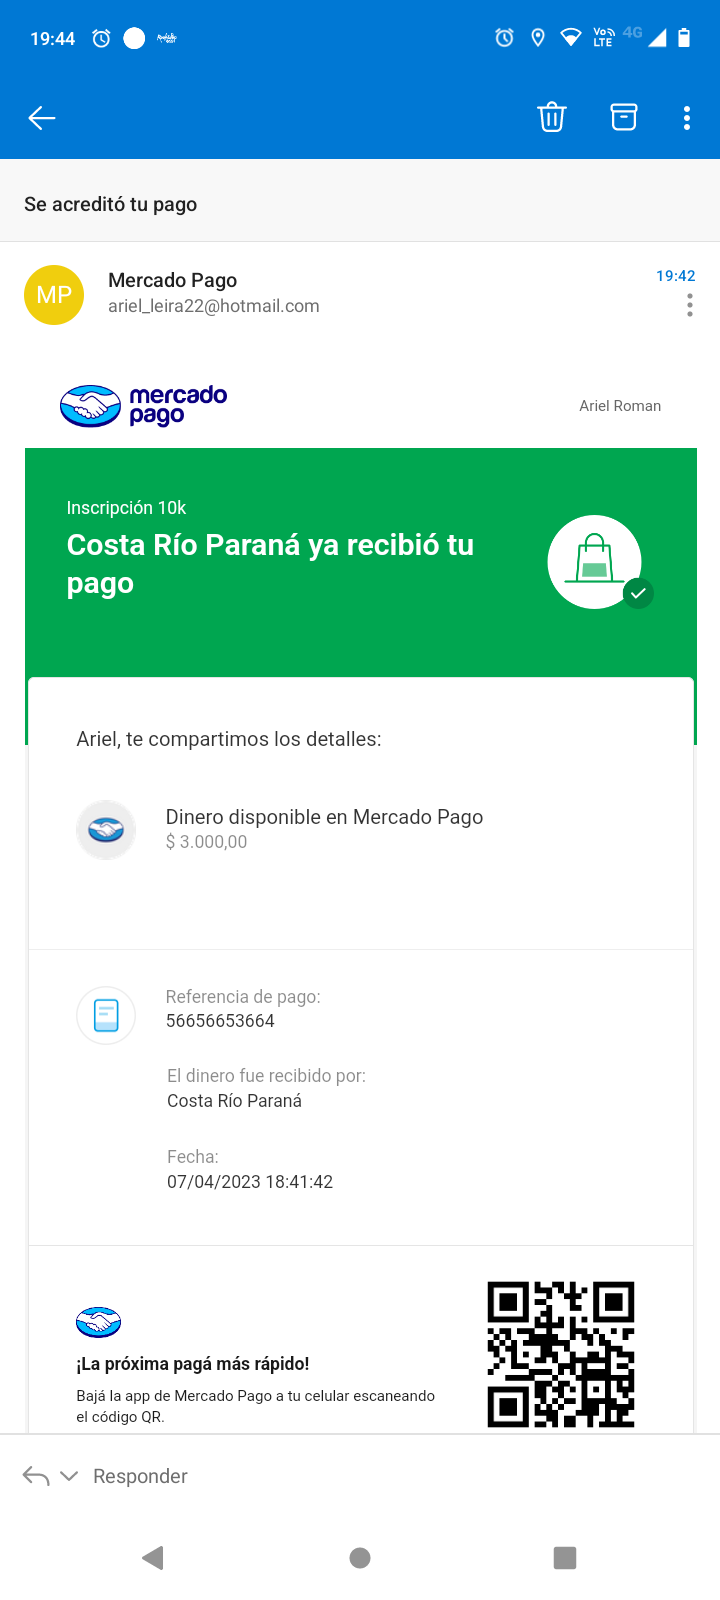 19:44
Vo LTE 4G
Se acreditó tu pago
MP
Mercado Pago
19:42
ariel_leira22@hotmail.com
mercado
pago
Ariel Roman
Inscripción 10k
Costa Río Paraná ya recibió tu
pago
Ariel, te compartimos los detalles:
Dinero disponible en Mercado Pago
$ 3.000,00
Referencia de pago:
56656653664
El dinero fue recibido por:
Costa Río Paraná
Fecha:
07/04/2023 18:41:42
¡La próxima pagá más rápido!
Bajá la app de Mercado Pago a tu celular escaneando
el código QR.
Responder